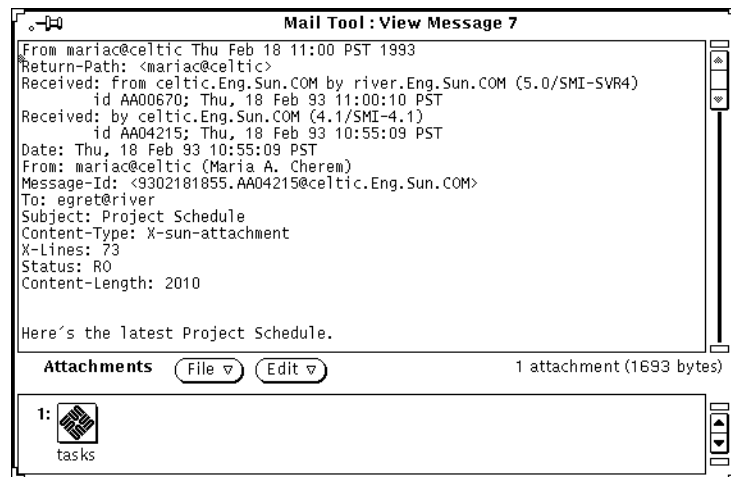 Mail Tool : View Message 7
From mariac@celtic Thu Feb 18 11:00 PST 1993
Return-Path: <mariac@celtic>
Received: from celtic.Eng.Sun.COM by river.Eng.Sun.COM (5.0/SMI-SVR4)
id AA00670; Thu, 18 Feb 93 11:00:10 PST
Received: by celtic.Eng.Sun.COM (4.1/SMI-4.1)
id AA04215; Thu, 18 Feb 93 10:55:09 PST
Date: Thu, 18 Feb 93 10:55:09 PST
From: mariac@celtic (Maria A. Cherem)
Message-Id: <9302181855.AA04215@celtic.Eng.Sun.COM>
To: egret@river
Subject: Project Schedule
Content-Type: X-sun-attachment
X-Lines: 73
Status: RO
Content-Length: 2010
Here´s the latest Project Schedule.
Attachments File Edit 1 attachment (1693 bytes)
1:
tasks